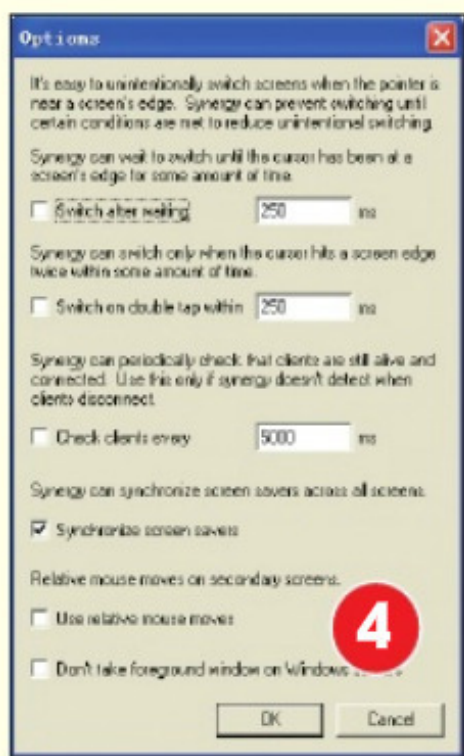 Options
It's easy to unintentionally switch screens when the pointer is
near a screen's edge. Synergy can prevent switching until
certain conditions are met to reduce unintentional switching.
Synergy can wait to switch until the cursor has been at a
screen's edge for some amount of time.
Switch after waiting 250 ms
Synergy can switch only when the cursor hits a screen edge
twice within some amount of time.
Switch on double tap within 250 ms
Synergy can periodically check that clients are still alive and
connected. Use this only if synergy doesn't detect when
clients disconnect.
Check clients every 5000 ms
Synergy can synchronize screen savers across all screens.
Synchronize screen savers
Relative mouse moves on secondary screens.
Use relative mouse moves
4
Don't take foreground window on Windows
OK Cancel